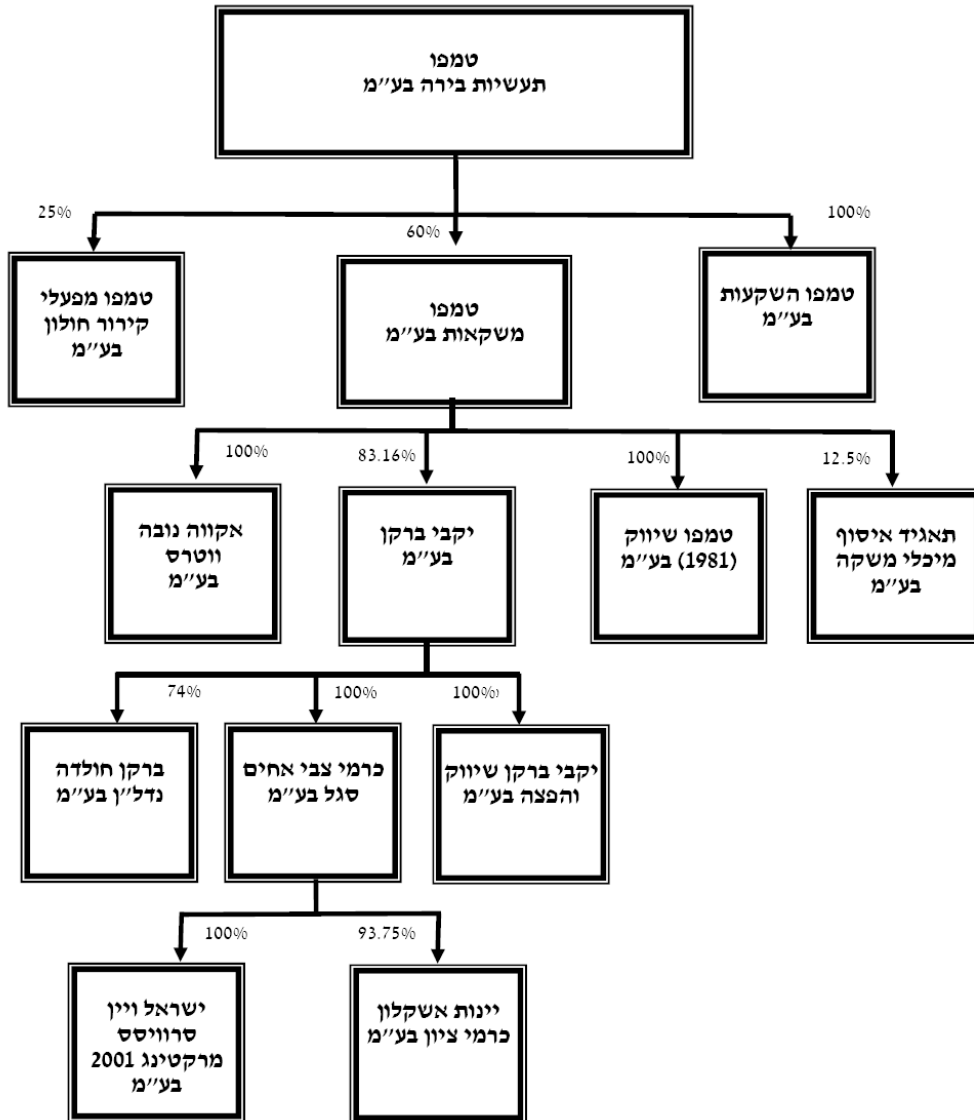 טמפו
תעשיות בירה בע״מ
100%
60%
25%
טמפו השקעות
בע״מ
טמפו
משקאות בע״מ
טמפו מפעלי
קירור חולון
בע״מ
12.5%
100%
83.16%
100%
תאגיד איסוף
מיכלי משקה
בע״מ
טמפו שיווק
(1981) בע״מ
יקבי ברקן
בע״מ
אקווה נובה
ווטרס
בע״מ
100%
100%
74%
יקבי ברקן שיווק
והפצה בע״מ
כרמי צבי אחים
סגל בע״מ
ברקן חולדה
נדל״ן בע״מ
93.75%
100%
יינות אשקלון
כרמי ציון בע״מ
ישראל ויין
סרוויסס
מרקטינג 2001
בע״מ